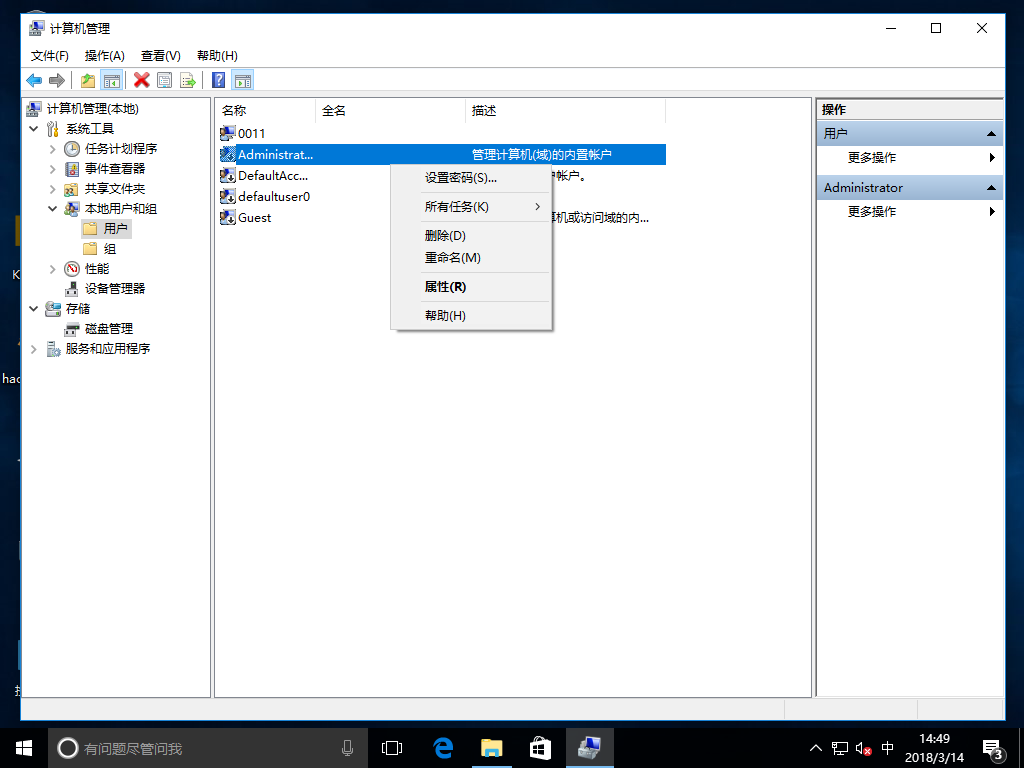 计算机管理
文件(F) 操作(A) 查看(V) 帮助(H)
计算机管理(本地)
系统工具
任务计划程序
事件查看器
共享文件夹
本地用户和组
用户
组
性能
设备管理器
存储
磁盘管理
服务和应用程序
名称 全名 描述
0011
Administrat... 管理计算机(域)的内置帐户
DefaultAcc... 帐户。
defaultuser0
Guest 机或访问域的内...
设置密码(S)...
所有任务(K)
删除(D)
重命名(M)
属性(R)
帮助(H)
操作
用户
更多操作
Administrator
更多操作
K
hac
有问题尽管问我
中
14:49
2018/3/14
3